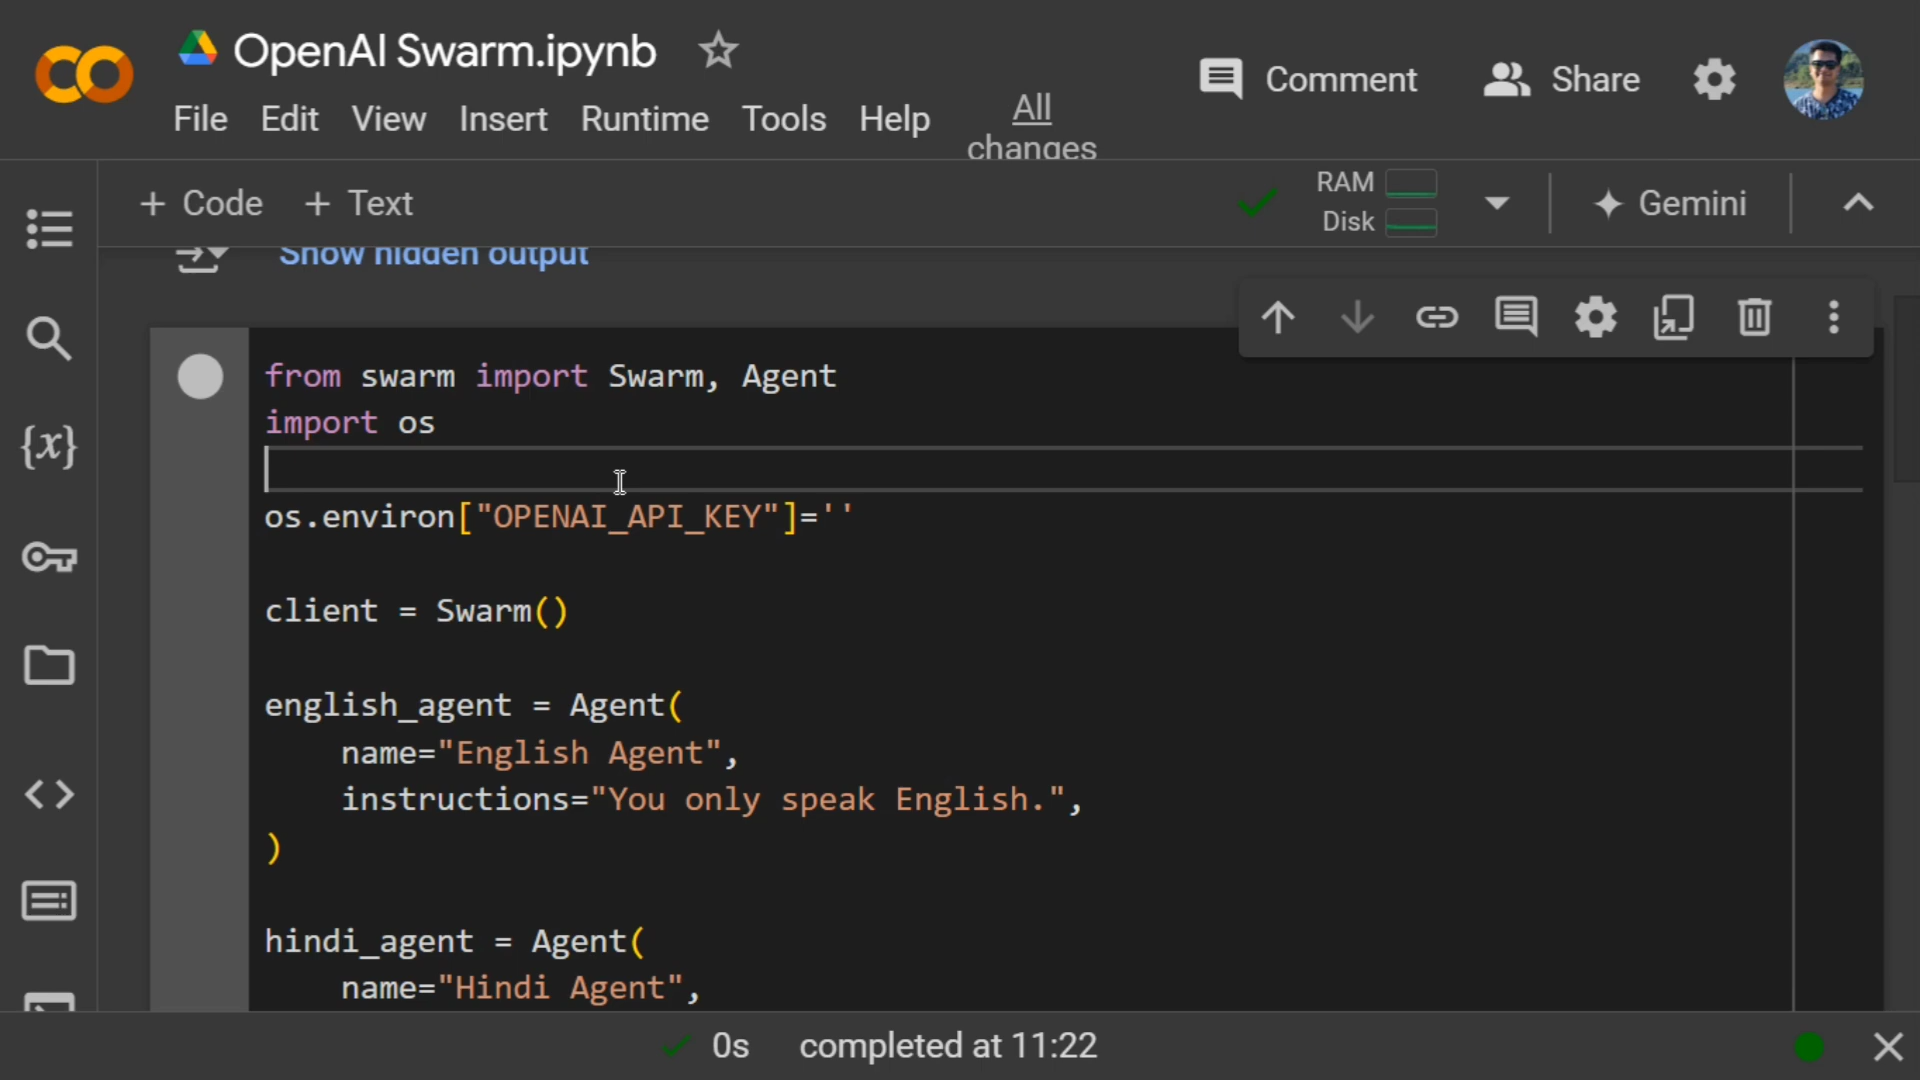 OpenAI Swarm.ipynb
File Edit View Insert Runtime Tools Help
All changes
Comment
Share
+ Code + Text
RAM
Disk
Gemini
Show hidden output
{x}
from swarm import Swarm, Agent
import os
os.environ["OPENAI_API_KEY"]=''
client = Swarm()
english_agent = Agent(
    name="English Agent",
    instructions="You only speak English.",
)
hindi_agent = Agent(
    name="Hindi Agent",
0s completed at 11:22